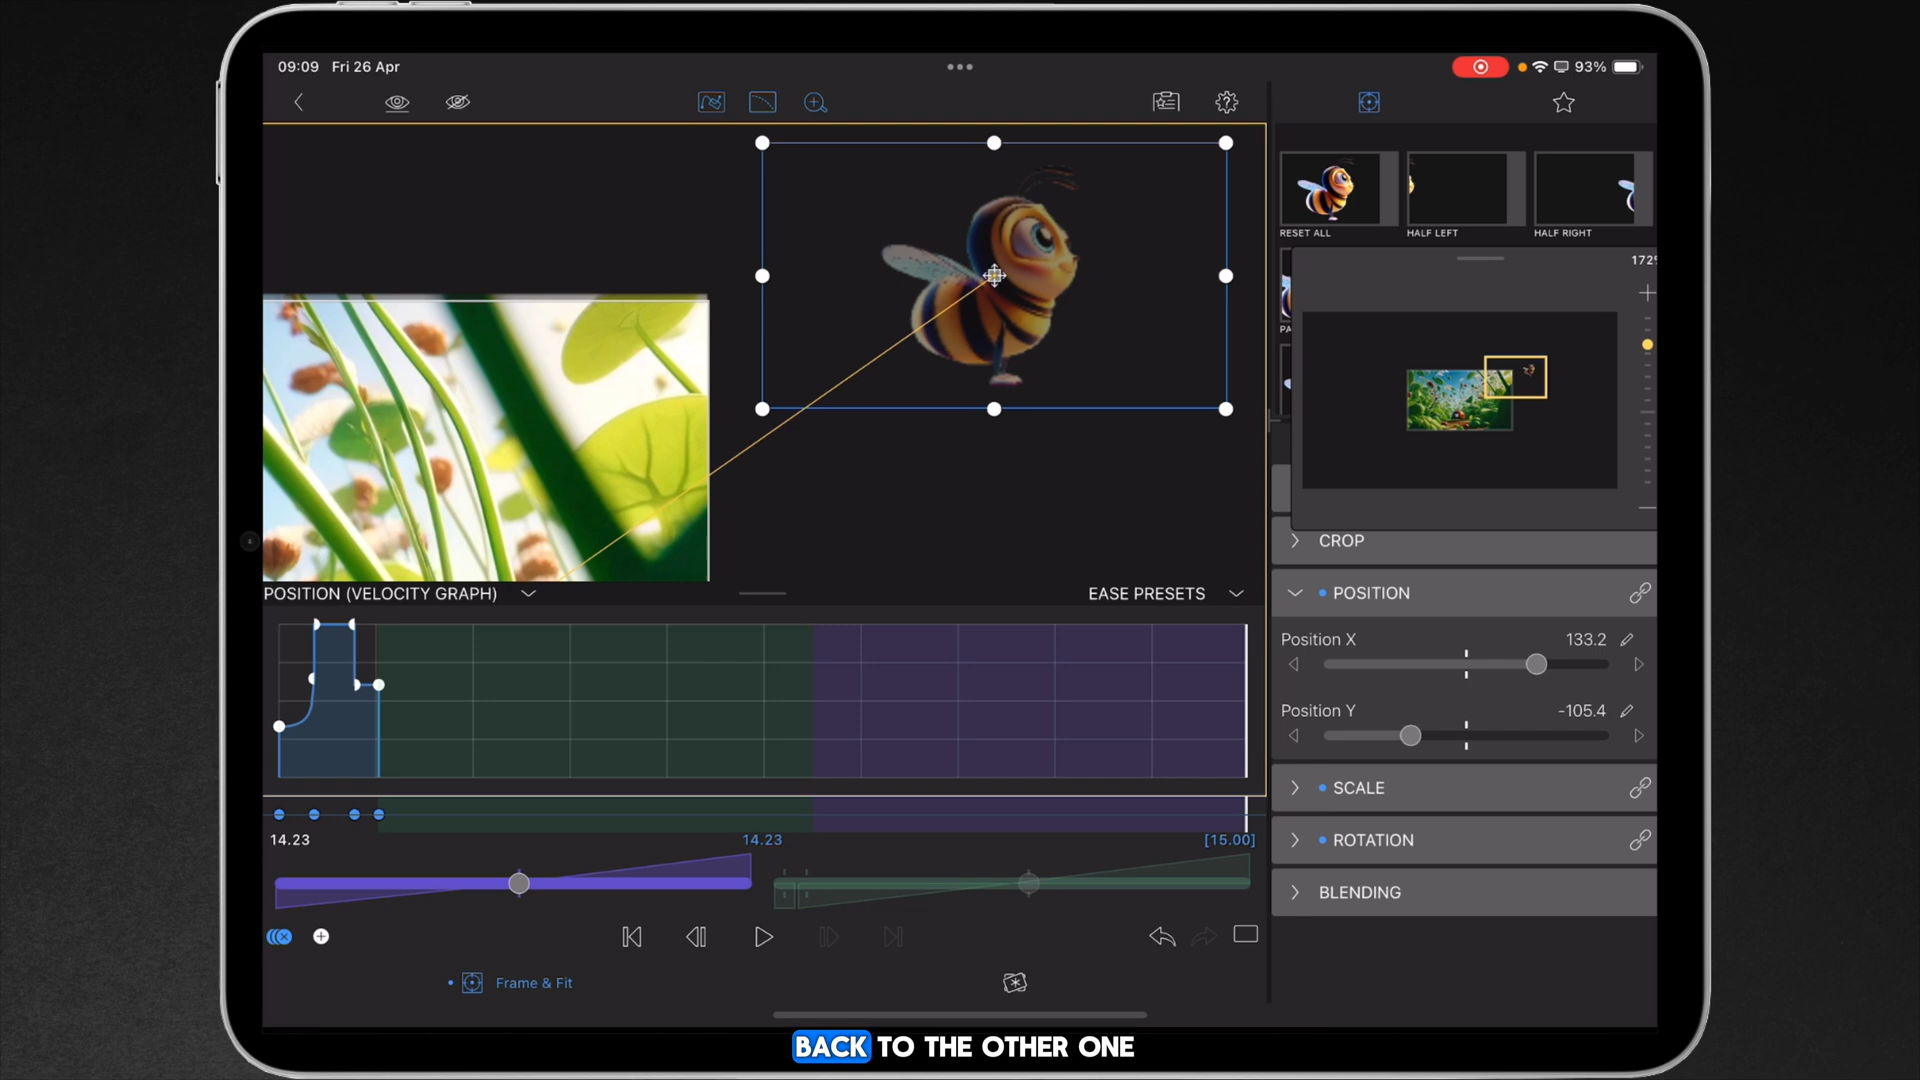 09:09 Fri 26 Apr
93%
RESET ALL
HALF LEFT
HALF RIGHT
172%
PA
CROP
POSITION (VELOCITY GRAPH)
EASE PRESETS
POSITION
Position X
133.2
Position Y
-105.4
SCALE
14.23
14.23
[15.00]
ROTATION
BLENDING
Frame & Fit
BACK TO THE OTHER ONE